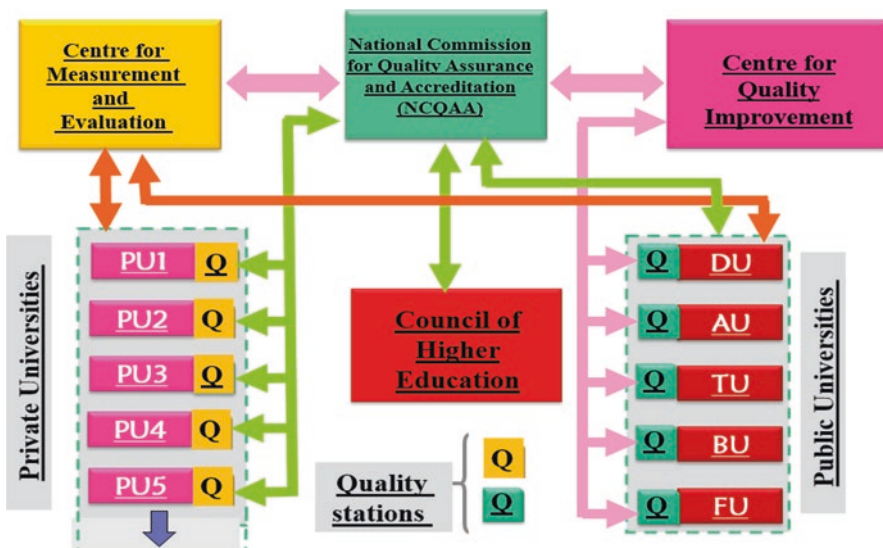 Centre for
Measurement
and
Evaluation
National Commission
for Quality Assurance
and Accreditation
(NCQAA)
Centre for
Quality
Improvement
Private Universities
PU1 Q
PU2 Q
PU3 Q
PU4 Q
PU5 Q
Council of
Higher
Education
Quality
stations
Q
Q
Q DU
Q AU
Q TU
Q BU
Q FU
Public Universities